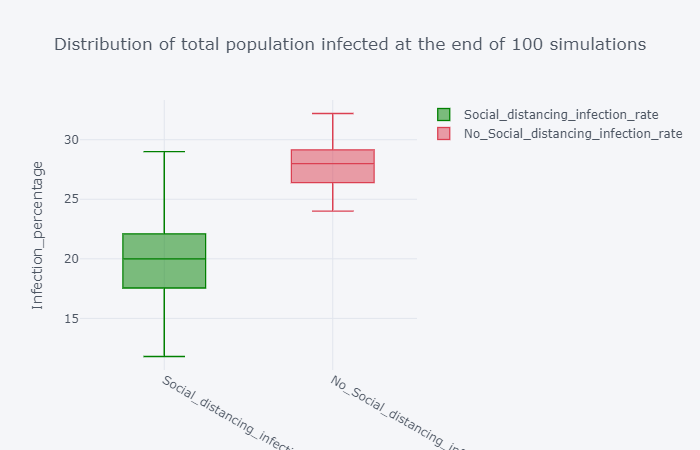 Distribution of total population infected at the end of 100 simulations
Social_distancing_infection_rate
No_Social_distancing_infection_rate
Infection_percentage
30
25
20
15
Social_distancing_infecti
No_Social_distancing_inf